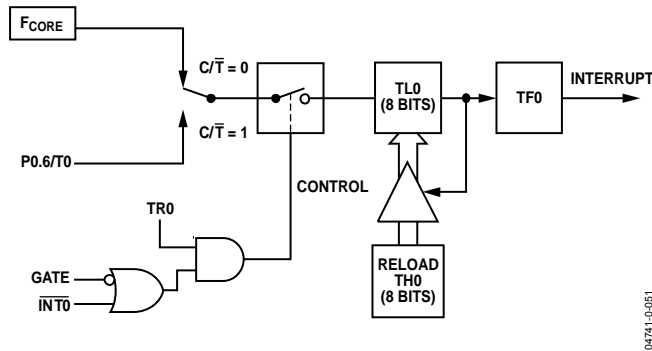 FCORE
C/T̅ = 0
C/T̅ = 1
P0.6/T0
TL0
(8 BITS)
TF0
INTERRUPT
CONTROL
TR0
GATE
I̅N̅T̅0̅
RELOAD
TH0
(8 BITS)
04741-0-051